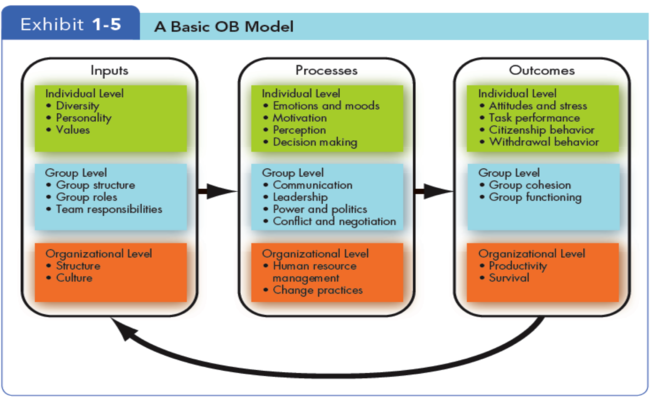 Exhibit 1-5 A Basic OB Model
Inputs
Individual Level
• Diversity
• Personality
• Values
Group Level
• Group structure
• Group roles
• Team responsibilities
Organizational Level
• Structure
• Culture
Processes
Individual Level
• Emotions and moods
• Motivation
• Perception
• Decision making
Group Level
• Communication
• Leadership
• Power and politics
• Conflict and negotiation
Organizational Level
• Human resource
management
• Change practices
Outcomes
Individual Level
• Attitudes and stress
• Task performance
• Citizenship behavior
• Withdrawal behavior
Group Level
• Group cohesion
• Group functioning
Organizational Level
• Productivity
• Survival